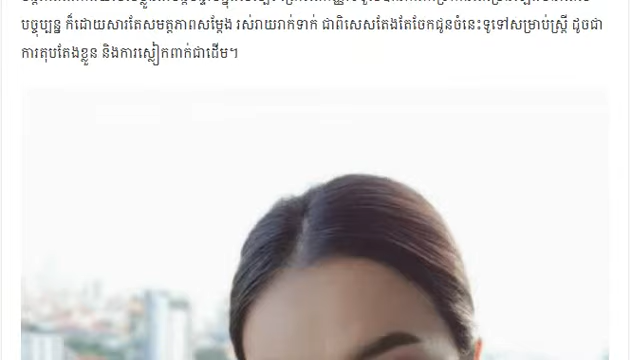 បច្ចុប្បន្ន ក៏ដោយសារតែសមត្ថភាពសម្តែង រស់រាយរាក់ទាក់ ជាពិសេសតែងតែចែកជូនចំនេះទូទៅសម្រាប់ស្ត្រី ដូចជា
ការតុបតែងខ្លួន និងការស្លៀកពាក់ជាដើម។